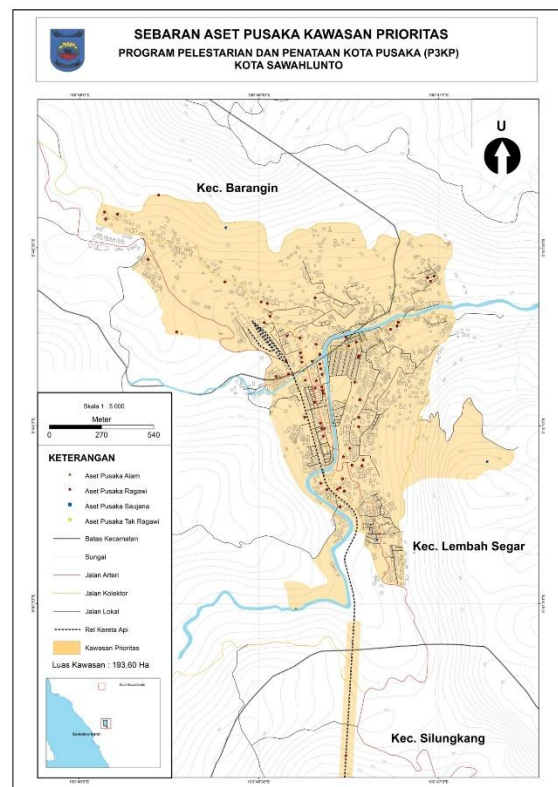 SEBARAN ASET PUSAKA KAWASAN PRIORITAS
PROGRAM PELESTARIAN DAN PENATAAN KOTA PUSAKA (P3KP)
KOTA SAWAHLUNTO
U
Kec. Barangin
Skala 1 : 5 000
Meter
0 270 540
KETERANGAN
Aset Pusaka Alam
Aset Pusaka Ragawi
Aset Pusaka Saujana
Aset Pusaka Tak Ragawi
Batas Kecamatan
Sungai
Jalan Arteri
Jalan Kolektor
Jalan Lokal
Rel Kereta Api
Kawasan Prioritas
Luas Kawasan : 193,60 Ha
Sumatera Barat
Kec. Lembah Segar
Kec. Silungkang